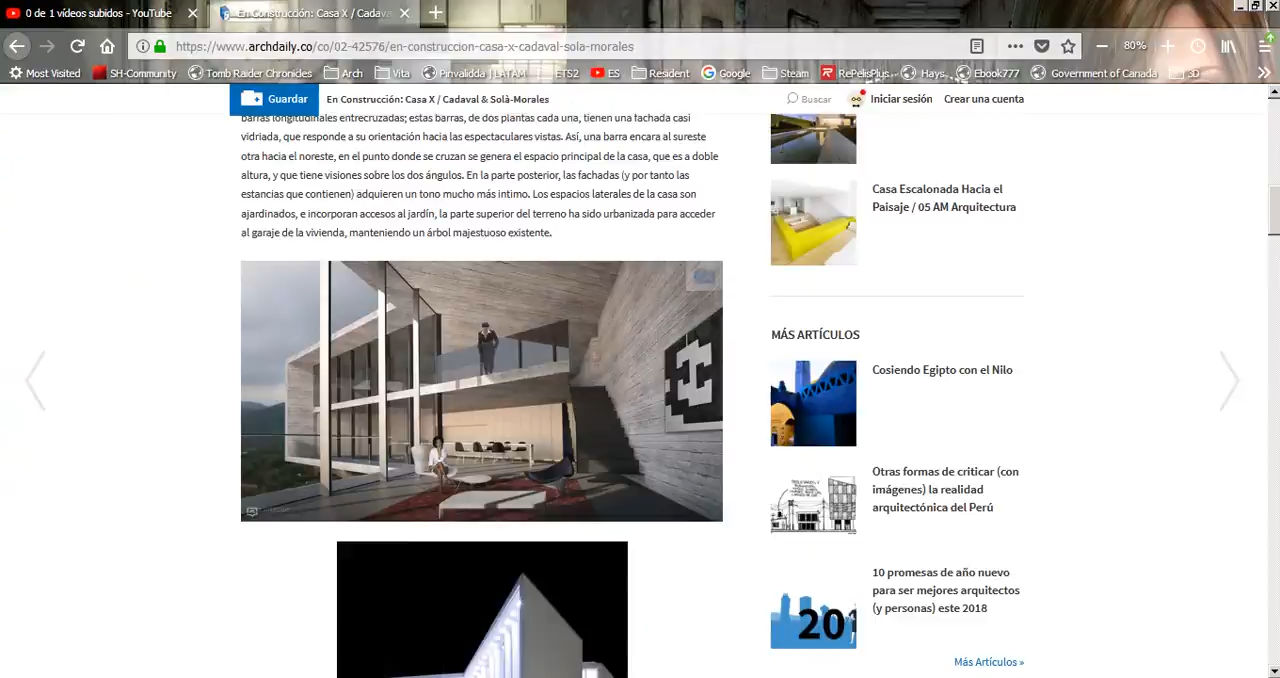 0 de 1 vídeos subidos - YouTube
En Construcción: Casa X / Cadava
https://www.archdaily.co/co/02-42576/en-construccion-casa-x-cadaval-sola-morales
80%
Most Visited
SH-Community
Tomb Raider Chronicles
Arch
Vita
Pinvalidda | LATAM
ETS2
ES
Resident
Google
Steam
RePelisPlus
Hays
Ebook777
Government of Canada
3D
Guardar
En Construcción: Casa X / Cadaval & Solà-Morales
Buscar
Iniciar sesión
Crear una cuenta
barras longitudinales entrecruzadas; estas barras, de dos plantas cada una, tienen una fachada casi
vidriada, que responde a su orientación hacia las espectaculares vistas. Así, una barra encara al sureste
otra hacia el noreste, en el punto donde se cruzan se genera el espacio principal de la casa, que es a doble
altura, y que tiene visiones sobre los dos ángulos. En la parte posterior, las fachadas (y por tanto las
estancias que contienen) adquieren un tono mucho más intimo. Los espacios laterales de la casa son
ajardinados, e incorporan accesos al jardín, la parte superior del terreno ha sido urbanizada para acceder
al garaje de la vivienda, manteniendo un árbol majestuoso existente.
Casa Escalonada Hacia el
Paisaje / 05 AM Arquitectura
MÁS ARTÍCULOS
Cosiendo Egipto con el Nilo
Otras formas de criticar (con
imágenes) la realidad
arquitectónica del Perú
10 promesas de año nuevo
para ser mejores arquitectos
(y personas) este 2018
201
Más Artículos »